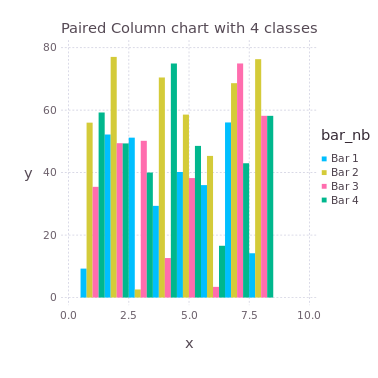 Paired Column chart with 4 classes
80
60
40
20
0
y
0.0 2.5 5.0 7.5 10.0
x
bar_nb
Bar 1
Bar 2
Bar 3
Bar 4